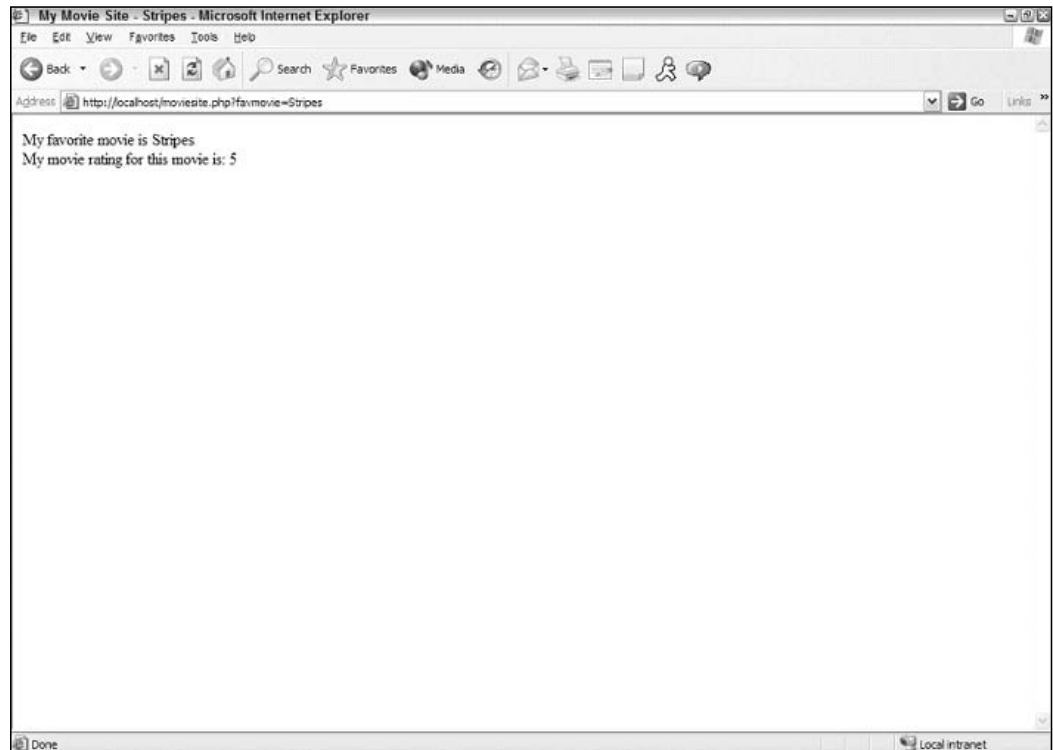 My Movie Site - Stripes - Microsoft Internet Explorer
File Edit View Favorites Tools Help
Back Search Favorites Media
Address http://localhost/moviesite.php?favmovie=Stripes Go Links »
My favorite movie is Stripes
My movie rating for this movie is: 5
Done Local intranet